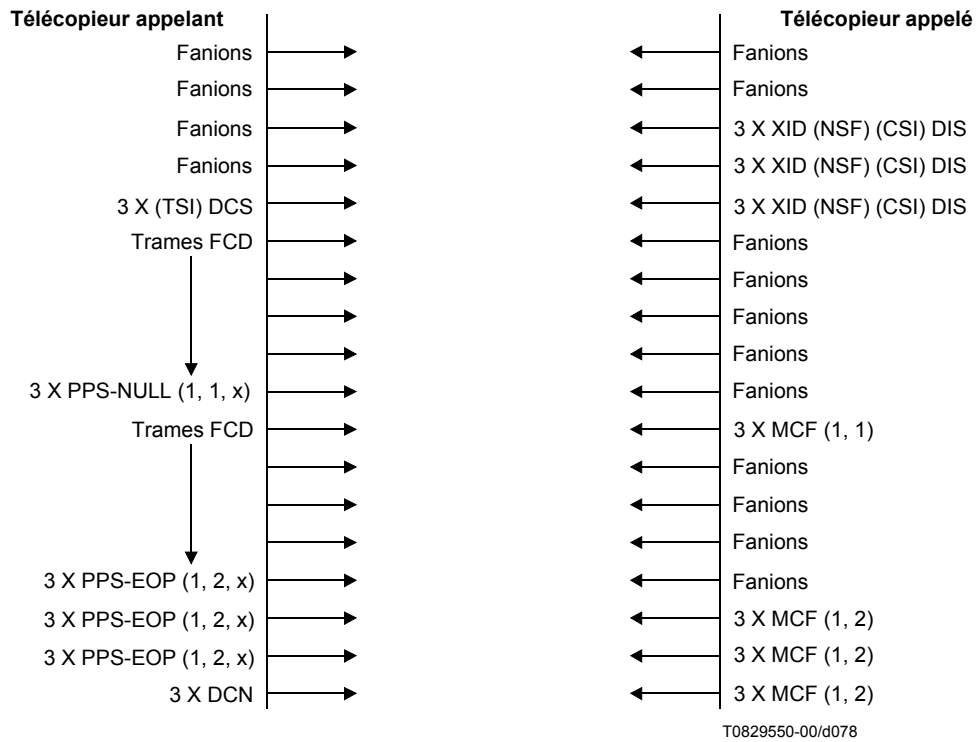 Télécopieur appelant Télécopieur appelé
Fanions Fanions
Fanions Fanions
Fanions 3 X XID (NSF) (CSI) DIS
Fanions 3 X XID (NSF) (CSI) DIS
3 X (TSI) DCS 3 X XID (NSF) (CSI) DIS
Trames FCD Fanions
Fanions
Fanions
Fanions
3 X PPS-NULL (1, 1, x) Fanions
Trames FCD 3 X MCF (1, 1)
Fanions
Fanions
Fanions
3 X PPS-EOP (1, 2, x) Fanions
3 X PPS-EOP (1, 2, x) 3 X MCF (1, 2)
3 X PPS-EOP (1, 2, x) 3 X MCF (1, 2)
3 X DCN 3 X MCF (1, 2)
T0829550-00/d078